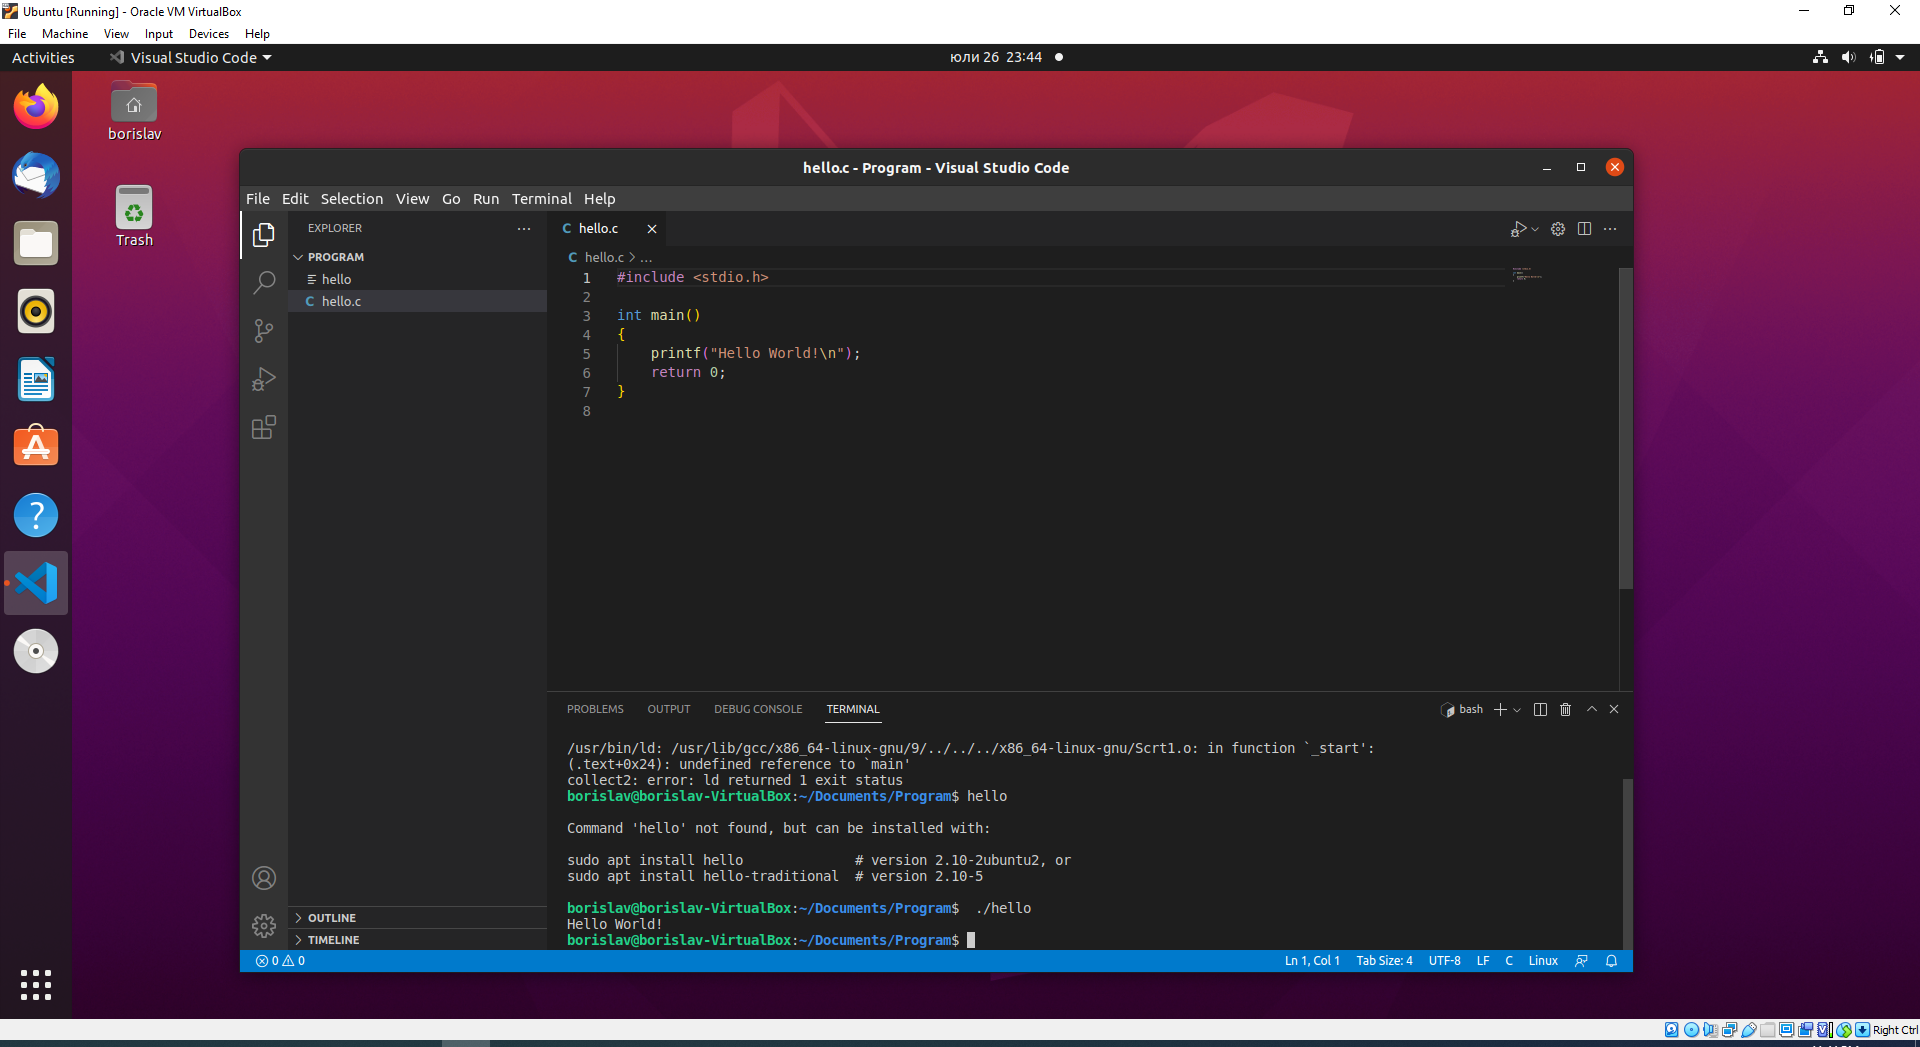 Ubuntu [Running] - Oracle VM VirtualBox
File Machine View Input Devices Help
Activities Visual Studio Code юли 26 23:44
borislav
Trash
hello.c - Program - Visual Studio Code
File Edit Selection View Go Run Terminal Help
EXPLORER
PROGRAM
hello
C hello.c
OUTLINE
TIMELINE
C hello.c
C hello.c > ...
1 #include <stdio.h>
2
3 int main()
4 {
5     printf("Hello World!\n");
6     return 0;
7 }
8
PROBLEMS OUTPUT DEBUG CONSOLE TERMINAL bash
/usr/bin/ld: /usr/lib/gcc/x86_64-linux-gnu/9/../../../x86_64-linux-gnu/Scrt1.o: in function `_start':
(.text+0x24): undefined reference to `main'
collect2: error: ld returned 1 exit status
borislav@borislav-VirtualBox:~/Documents/Program$ hello
Command 'hello' not found, but can be installed with:
sudo apt install hello              # version 2.10-2ubuntu2, or
sudo apt install hello-traditional  # version 2.10-5
borislav@borislav-VirtualBox:~/Documents/Program$  ./hello
Hello World!
borislav@borislav-VirtualBox:~/Documents/Program$
0 0 Ln 1, Col 1 Tab Size: 4 UTF-8 LF C Linux
Right Ctrl